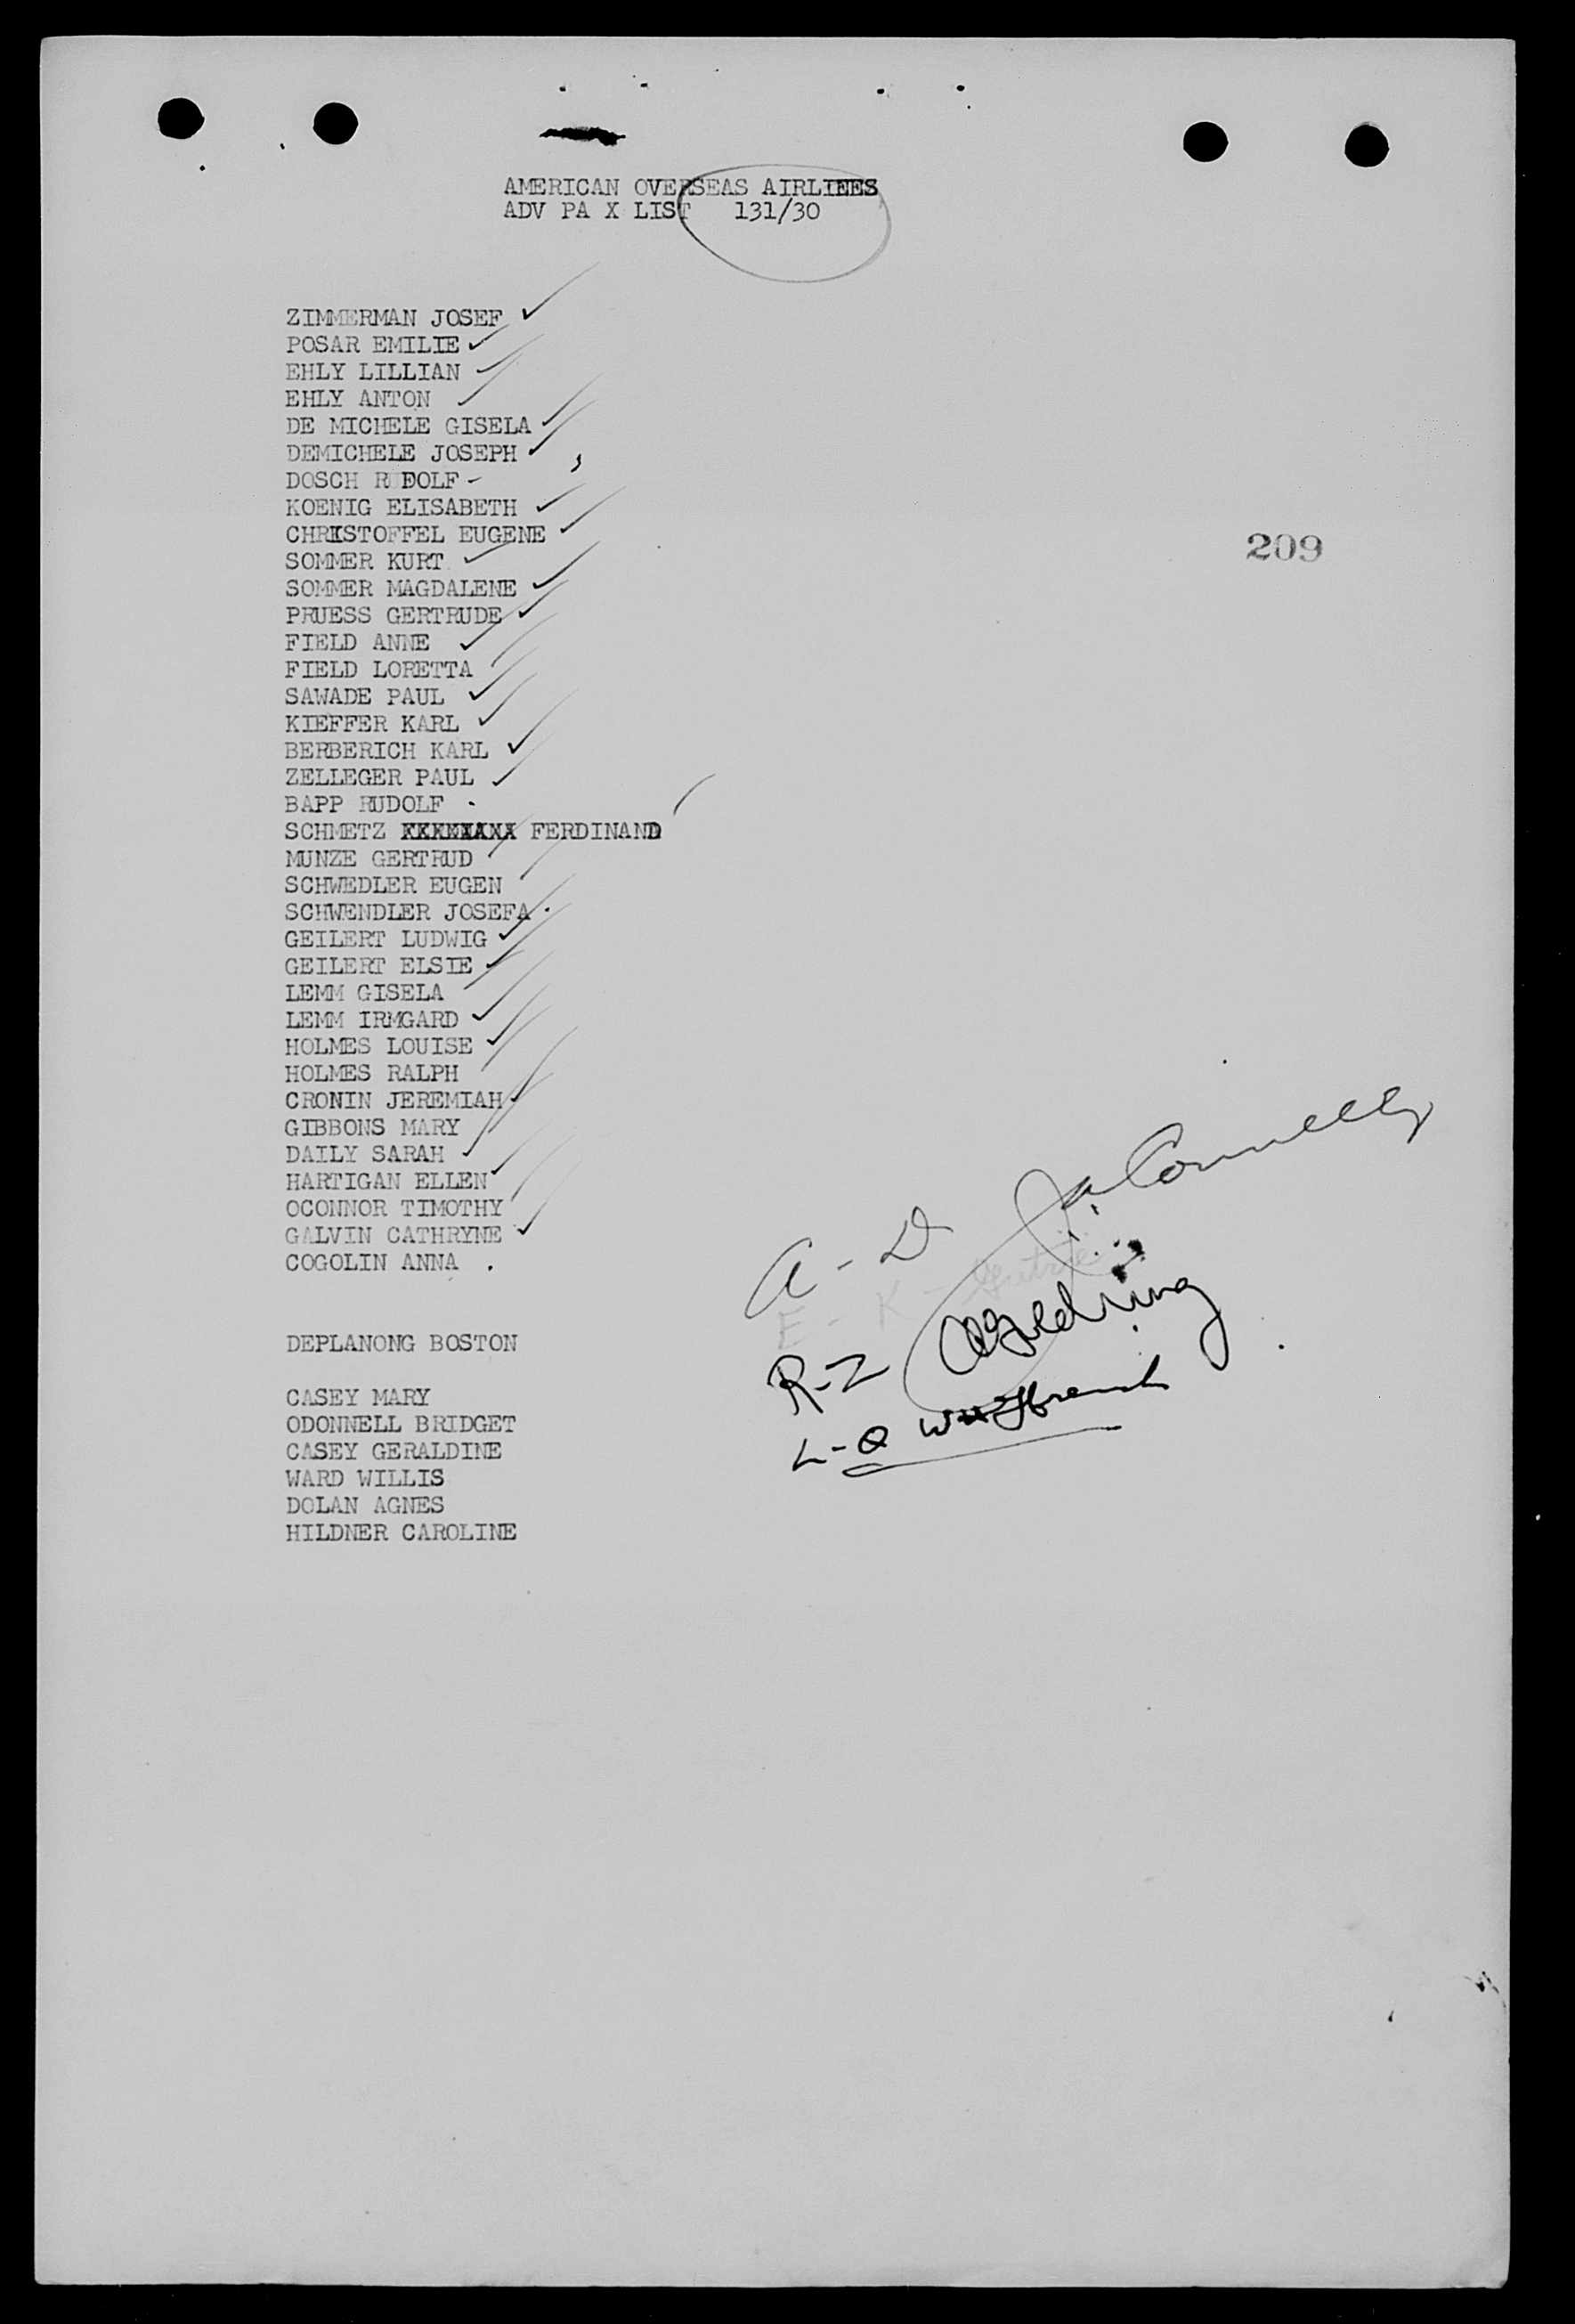 AMERICAN OVERSEAS AIRLINES
ADV PA X LIST 131/30
ZIMMERMAN JOSEF
POSAR EMILIE
EHLY LILLIAN
EHLY ANTON
DE MICHELE GISELA
DEMICHELE JOSEPH
DOSCH RUDOLF
KOENIG ELISABETH
CHRISTOFFEL EUGENE
SOMMER KURT
209
SOMMER MAGDALENE
PRUESS GERTRUDE
FIELD ANNE
FIELD LORETTA
SAWADE PAUL
KIEFFER KARL
BERBERICH KARL
ZELLEGER PAUL
BAPP RUDOLF
SCHMETZ FERDINAND
MUNZE GERTRUD
SCHWEDLER EUGEN
SCHWENDLER JOSEFA
GEILERT LUDWIG
GEILERT ELSIE
LEMM GISELA
LEMM IRMGARD
HOLMES LOUISE
HOLMES RALPH
CRONIN JEREMIAH
GIBBONS MARY
DAILY SARAH
HARTIGAN ELLEN
OCONNOR TIMOTHY
GALVIN CATHRYNE
COGOLIN ANNA .
A - D Connelly
E - K -
R-Z
L-Q
DEPLANONG BOSTON
CASEY MARY
ODONNELL BRIDGET
CASEY GERALDINE
WARD WILLIS
DOLAN AGNES
HILDNER CAROLINE